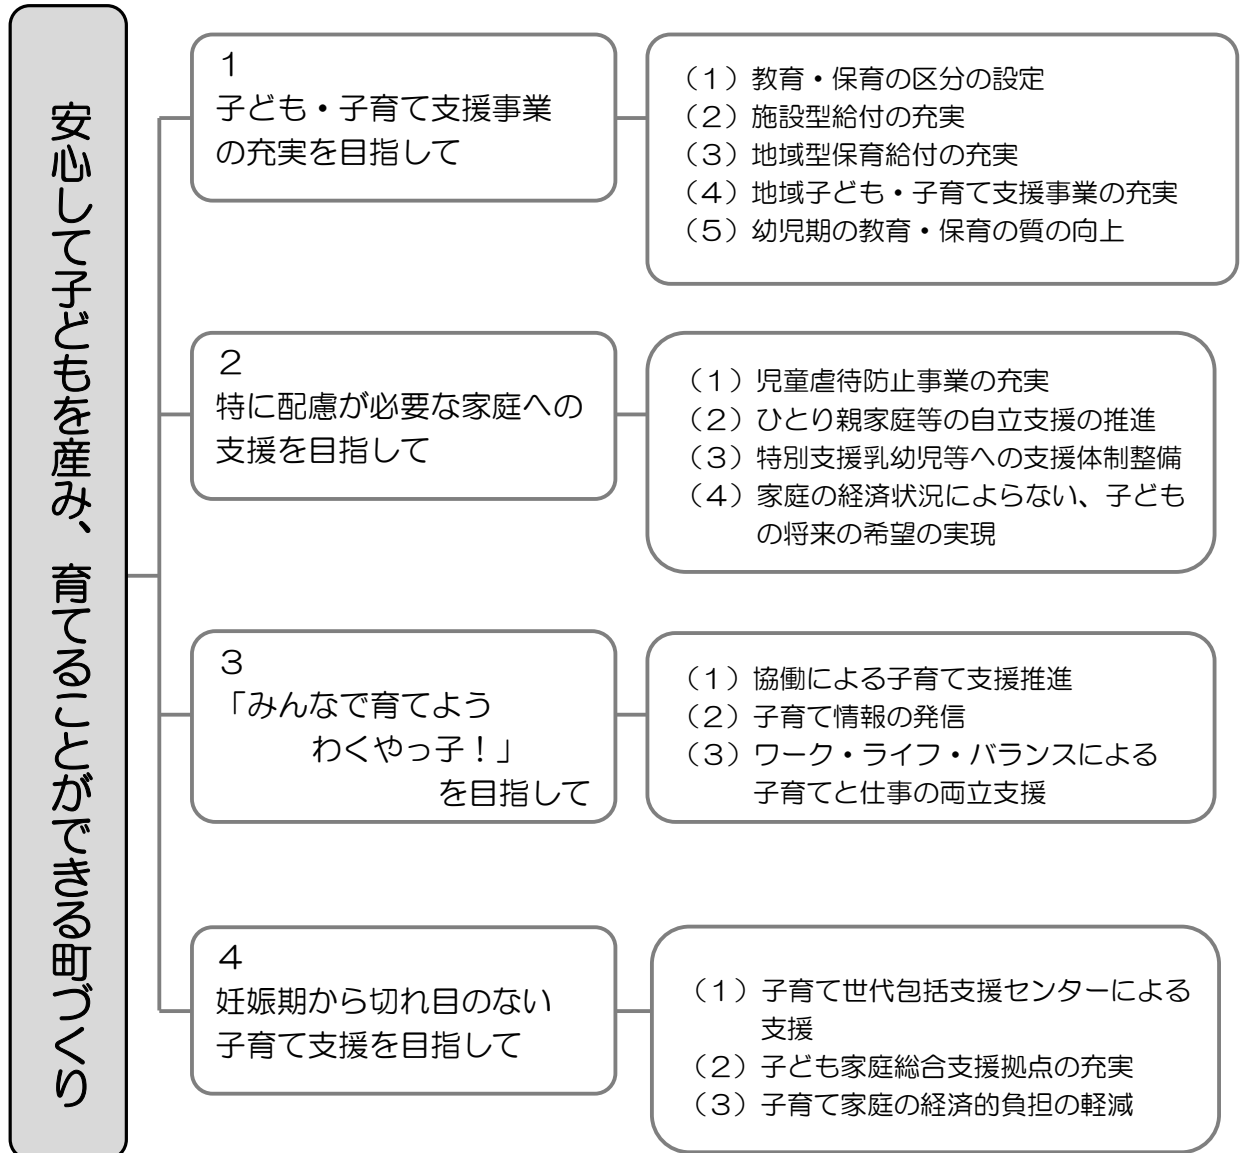 安心して子どもを産み、育てることができる町づくり
1
子ども・子育て支援事業
の充実を目指して
（1）教育・保育の区分の設定
（2）施設型給付の充実
（3）地域型保育給付の充実
（4）地域子ども・子育て支援事業の充実
（5）幼児期の教育・保育の質の向上
2
特に配慮が必要な家庭への
支援を目指して
（1）児童虐待防止事業の充実
（2）ひとり親家庭等の自立支援の推進
（3）特別支援乳幼児等への支援体制整備
（4）家庭の経済状況によらない、子ども
の将来の希望の実現
3
「みんなで育てよう
わくやっ子！」
を目指して
（1）協働による子育て支援推進
（2）子育て情報の発信
（3）ワーク・ライフ・バランスによる
子育てと仕事の両立支援
4
妊娠期から切れ目のない
子育て支援を目指して
（1）子育て世代包括支援センターによる
支援
（2）子ども家庭総合支援拠点の充実
（3）子育て家庭の経済的負担の軽減